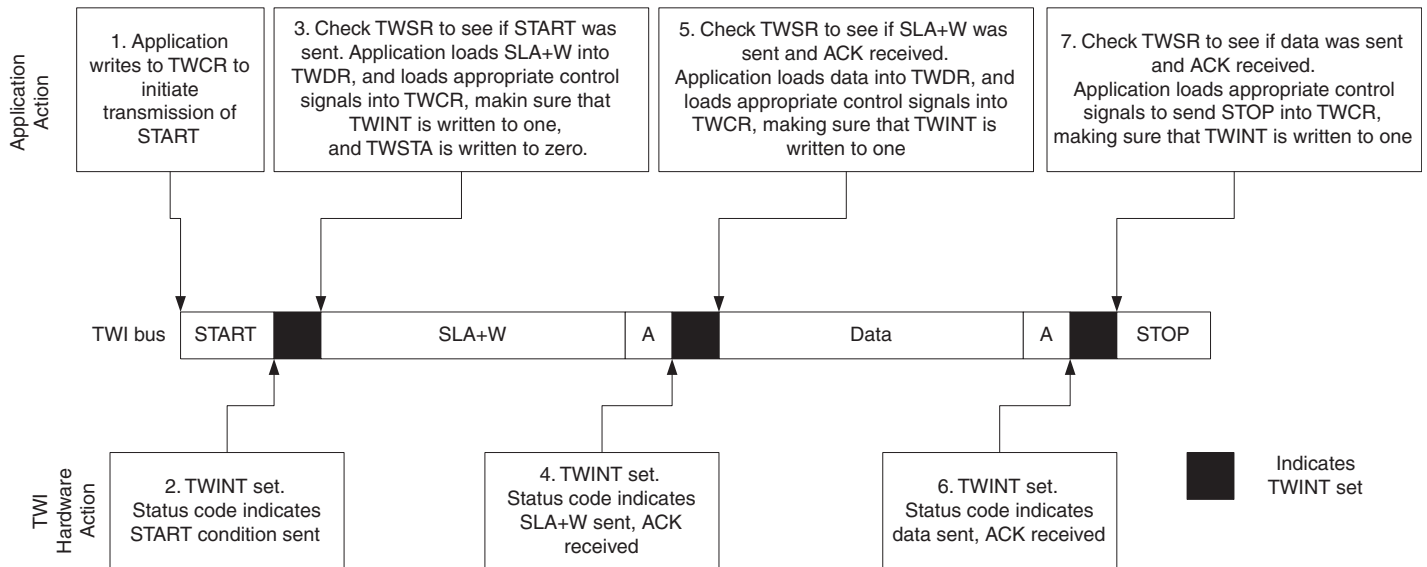 Application
Action
1. Application
writes to TWCR to
initiate
transmission of
START
3. Check TWSR to see if START was
sent. Application loads SLA+W into
TWDR, and loads appropriate control
signals into TWCR, makin sure that
TWINT is written to one,
and TWSTA is written to zero.
5. Check TWSR to see if SLA+W was
sent and ACK received.
Application loads data into TWDR, and
loads appropriate control signals into
TWCR, making sure that TWINT is
written to one
7. Check TWSR to see if data was sent
and ACK received.
Application loads appropriate control
signals to send STOP into TWCR,
making sure that TWINT is written to one
TWI bus
START
SLA+W
A
Data
A
STOP
TWI
Hardware
Action
2. TWINT set.
Status code indicates
START condition sent
4. TWINT set.
Status code indicates
SLA+W sent, ACK
received
6. TWINT set.
Status code indicates
data sent, ACK received
Indicates
TWINT set